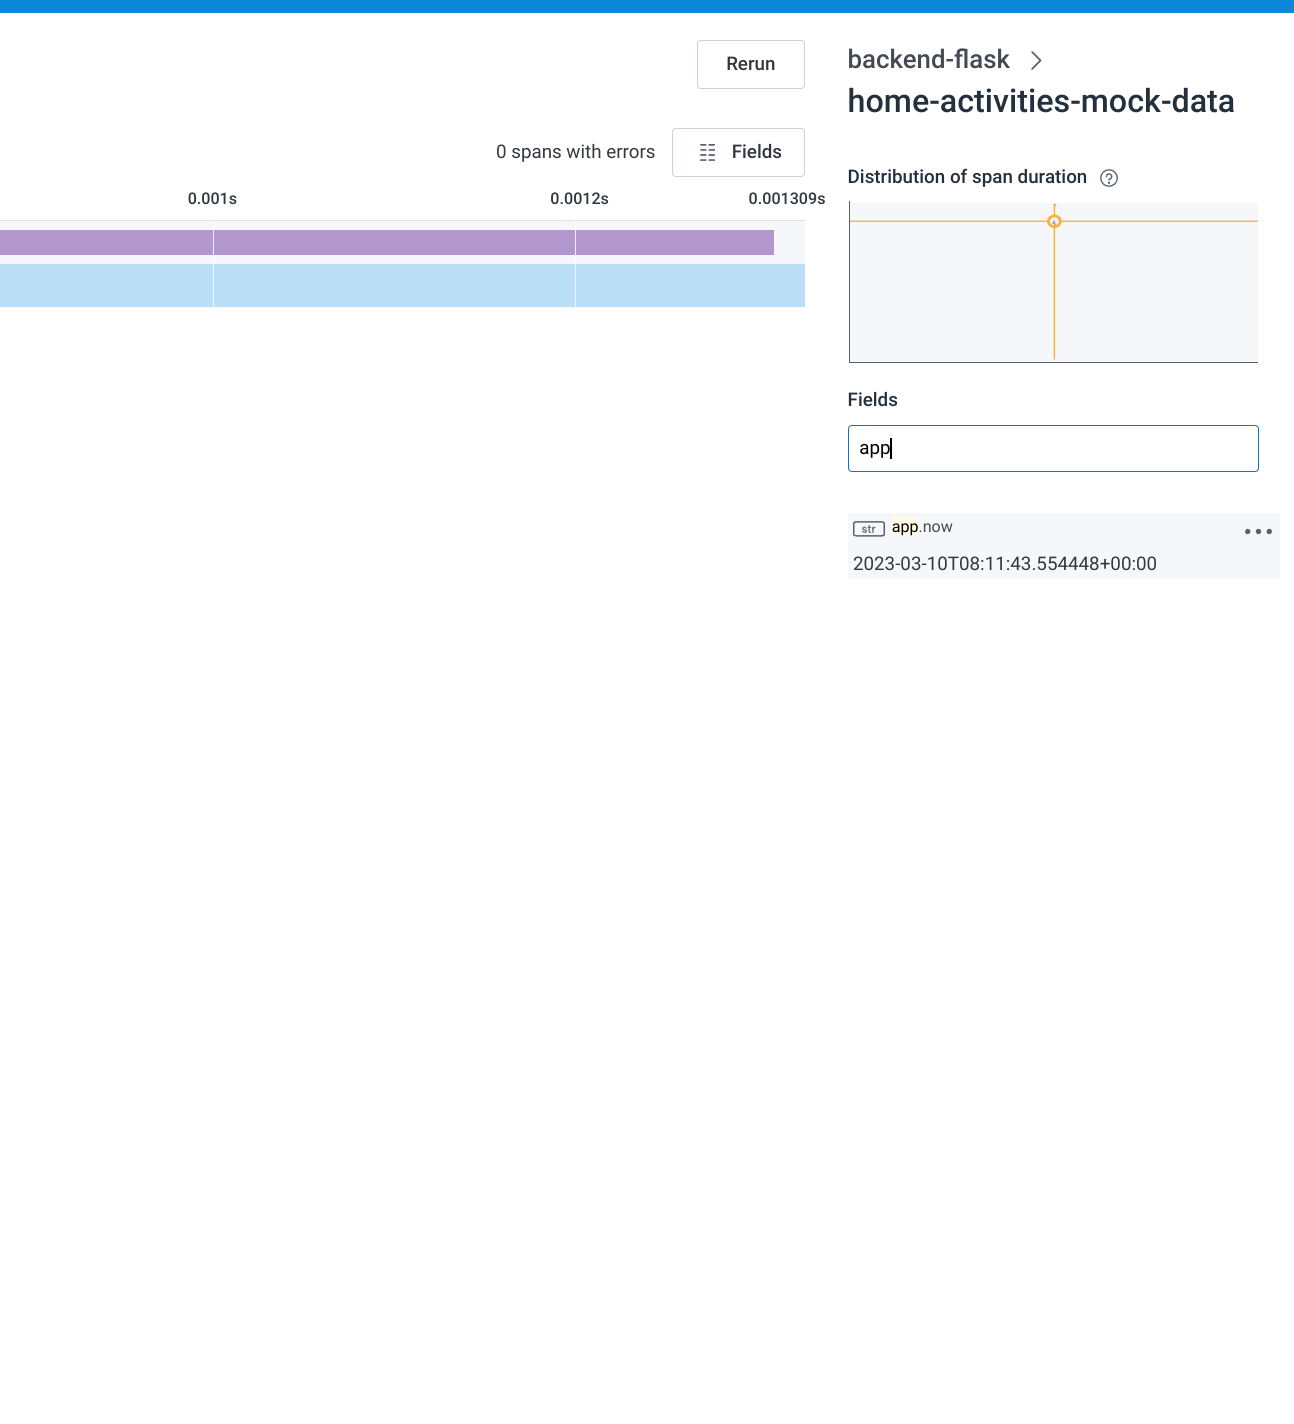 Rerun
0 spans with errors
Fields
0.001s
0.0012s
0.001309s
backend-flask
home-activities-mock-data
Distribution of span duration
Fields
app
str app.now
2023-03-10T08:11:43.554448+00:00